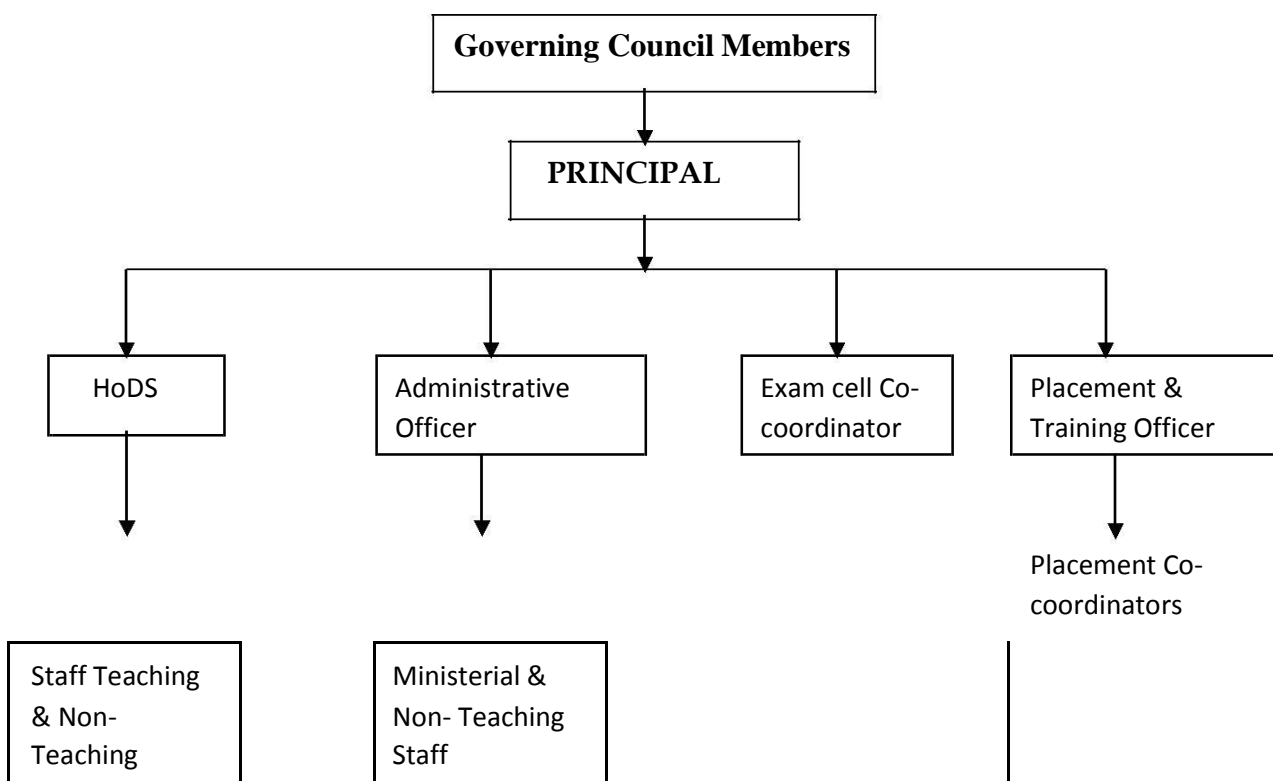 Governing Council Members
PRINCIPAL
HoDS
Administrative
Officer
Exam cell Co-
coordinator
Placement &
Training Officer
Placement Co-
coordinators
Staff Teaching
& Non-
Teaching
Ministerial &
Non- Teaching
Staff